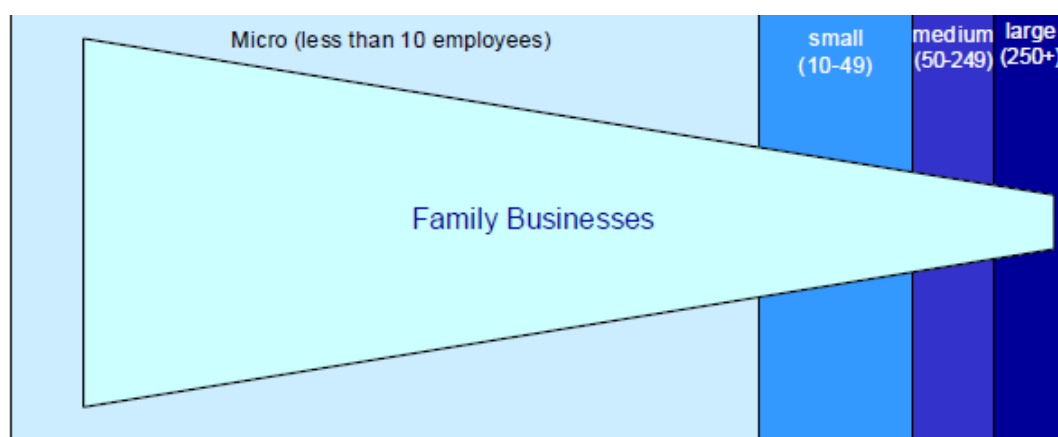 Micro (less than 10 employees)
small
(10-49)
medium
(50-249)
large
(250+)
Family Businesses